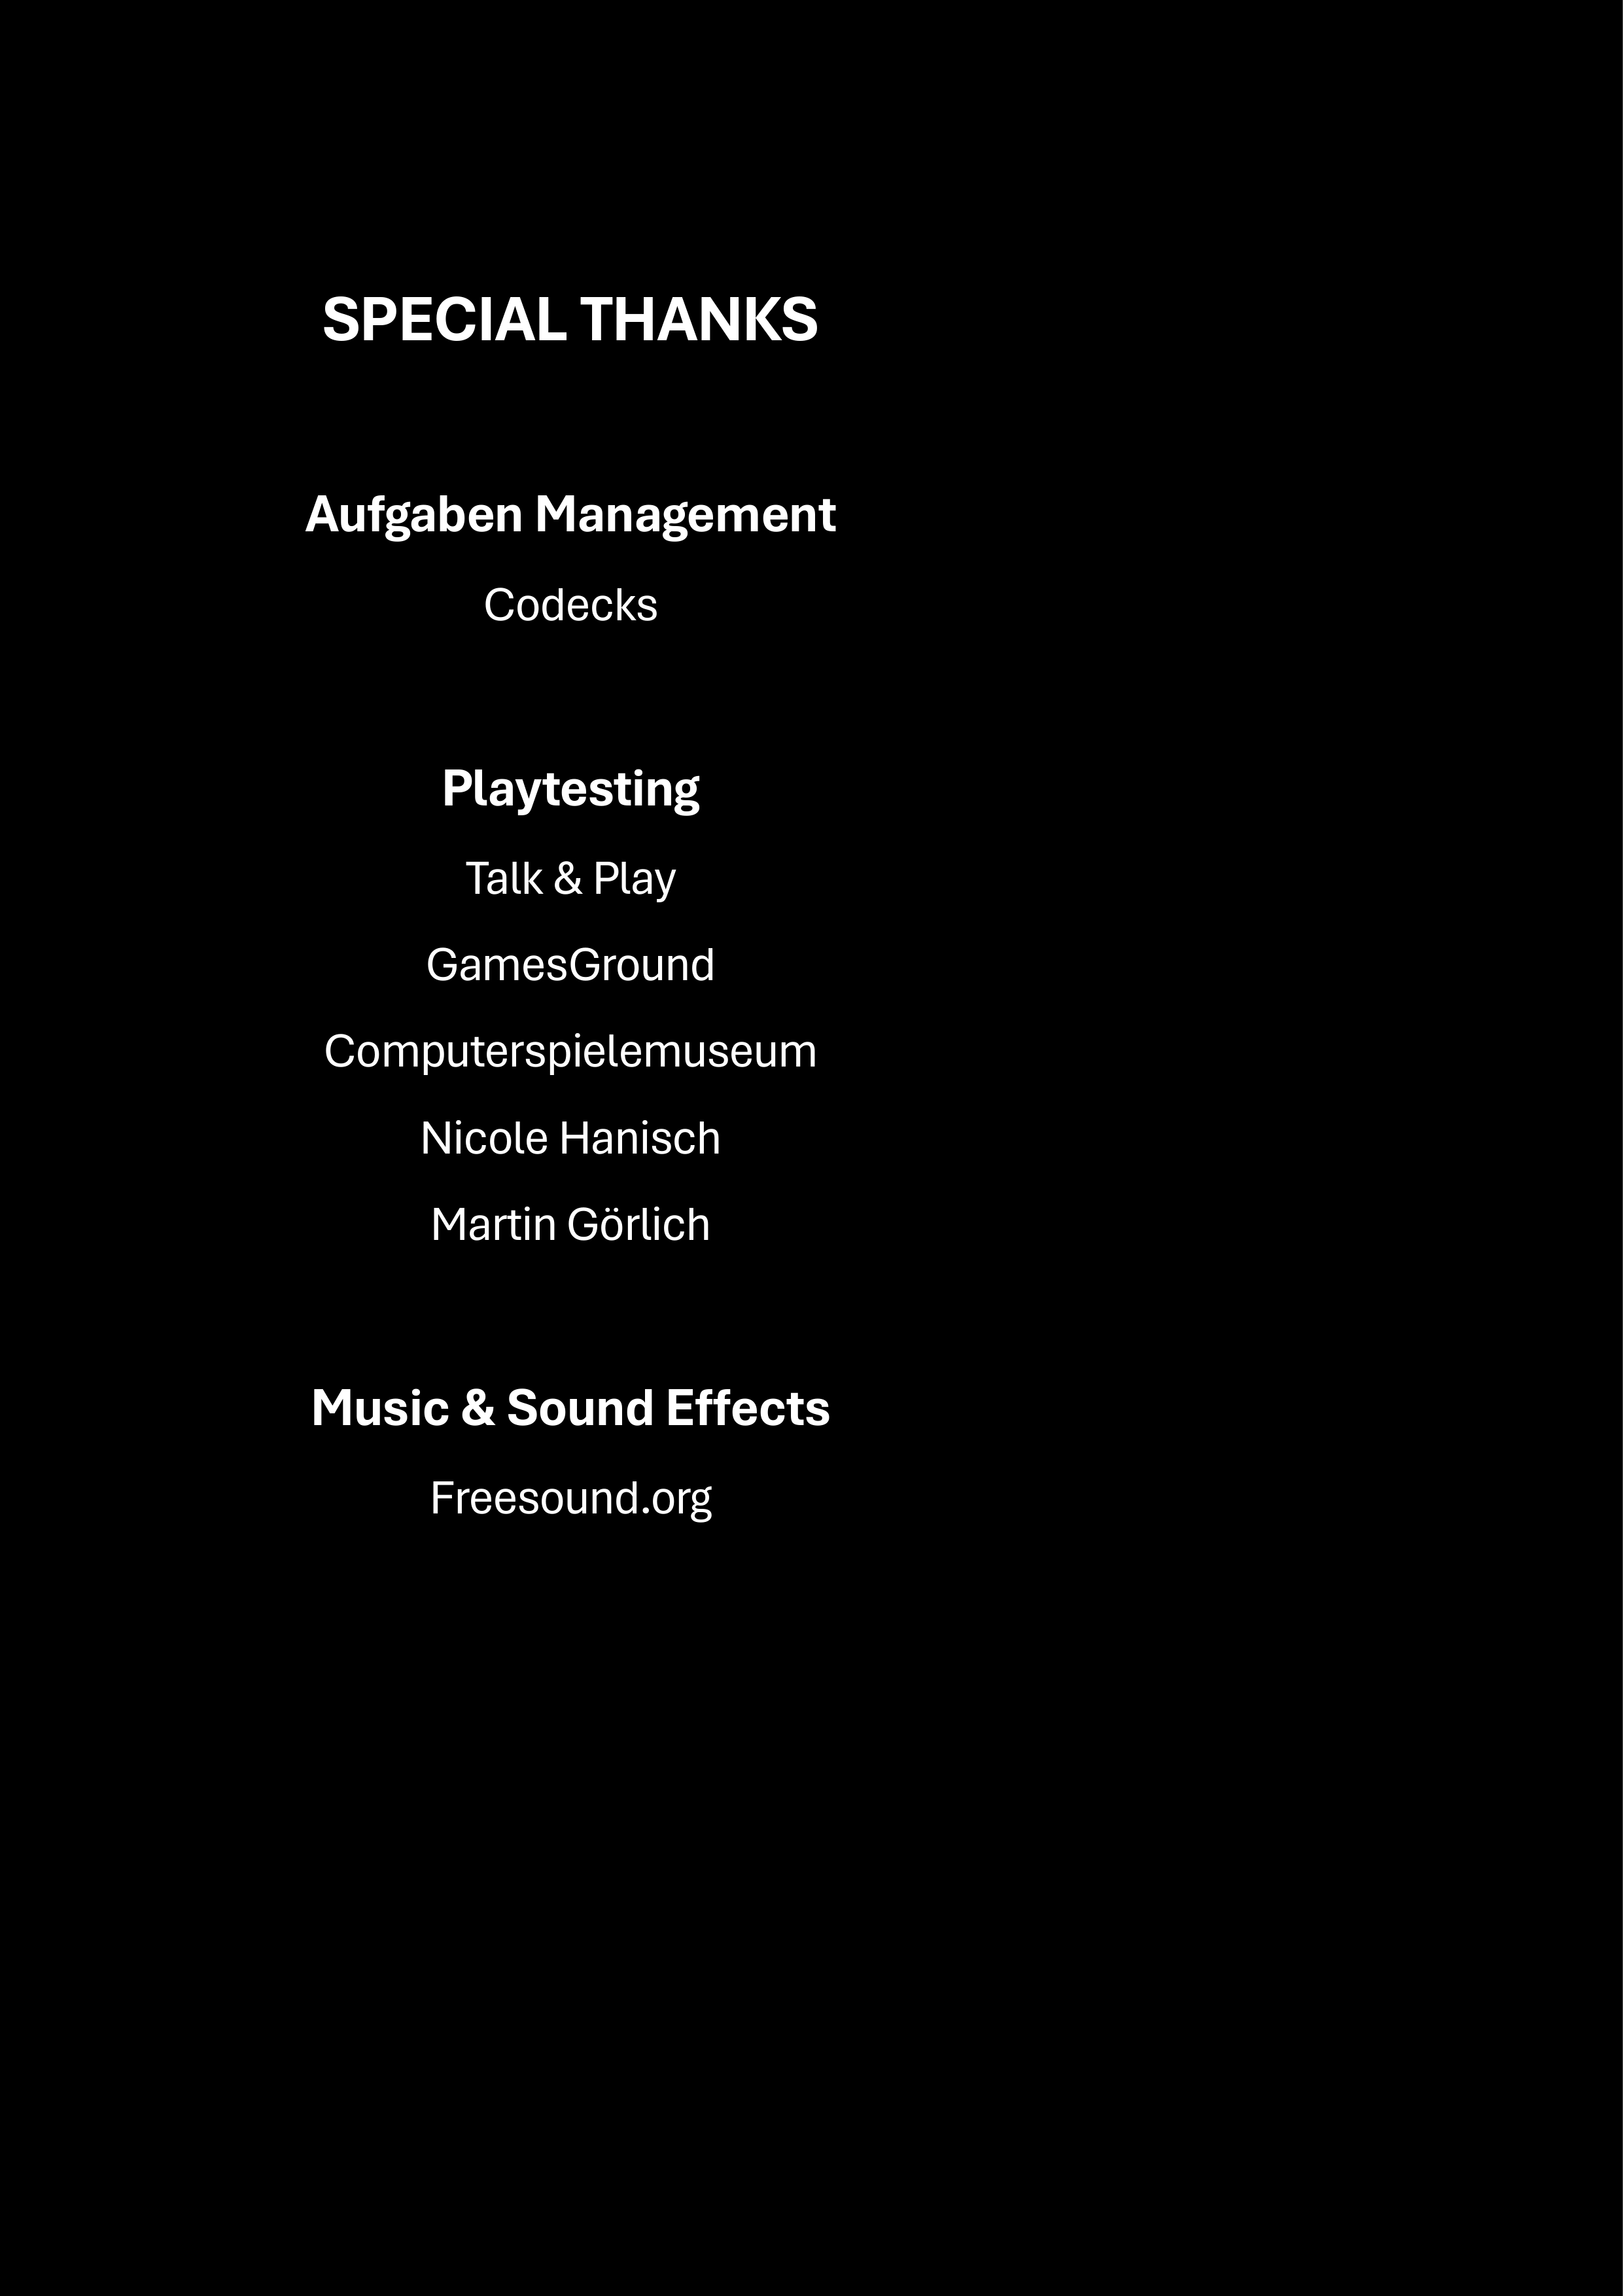 SPECIAL THANKS
Aufgaben Management
Codecks
Playtesting
Talk & Play
GamesGround
Computerspielemuseum
Nicole Hanisch
Martin Görlich
Music & Sound Effects
Freesound.org